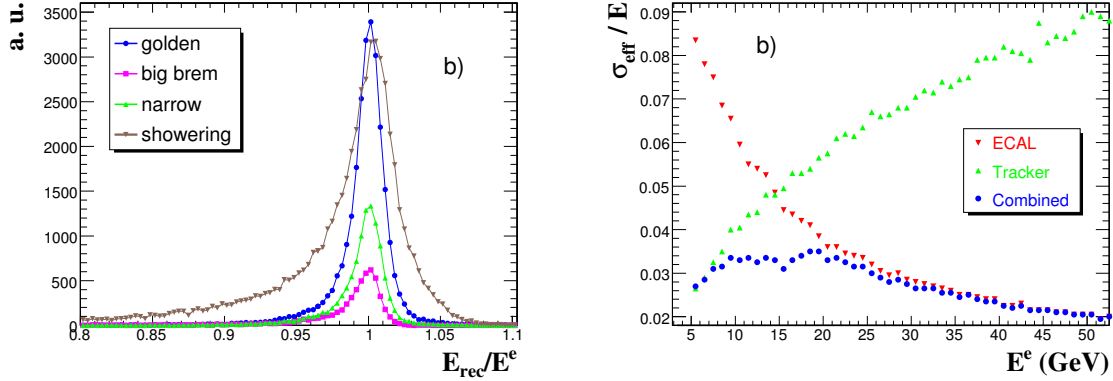 a. u.
3500
3000
2500
2000
1500
1000
500
0
golden
big brem
narrow
showering
b)
0.8 0.85 0.9 0.95 1 1.05 1.1
E_rec/E^e
σ_eff / E
0.09
0.08
0.07
0.06
0.05
0.04
0.03
0.02
b)
ECAL
Tracker
Combined
5 10 15 20 25 30 35 40 45 50
E^e (GeV)